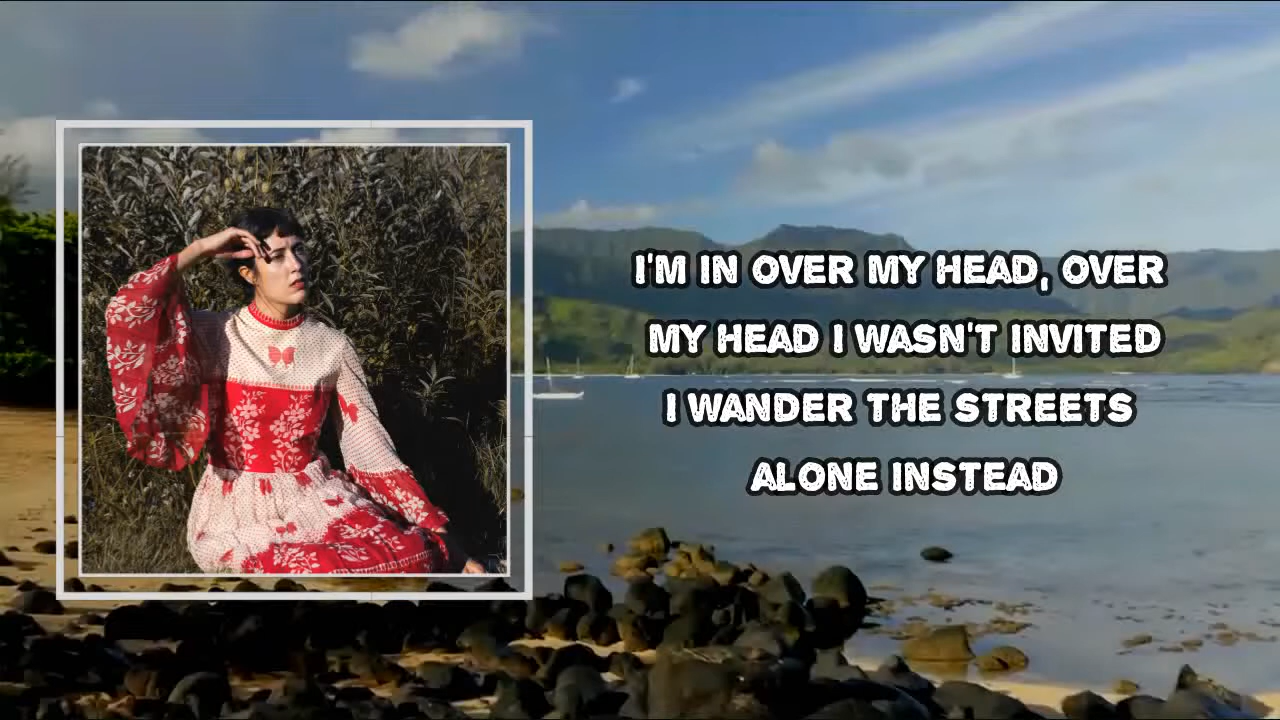 I'M IN OVER MY HEAD, OVER
MY HEAD I WASN'T INVITED
I WANDER THE STREETS
ALONE INSTEAD